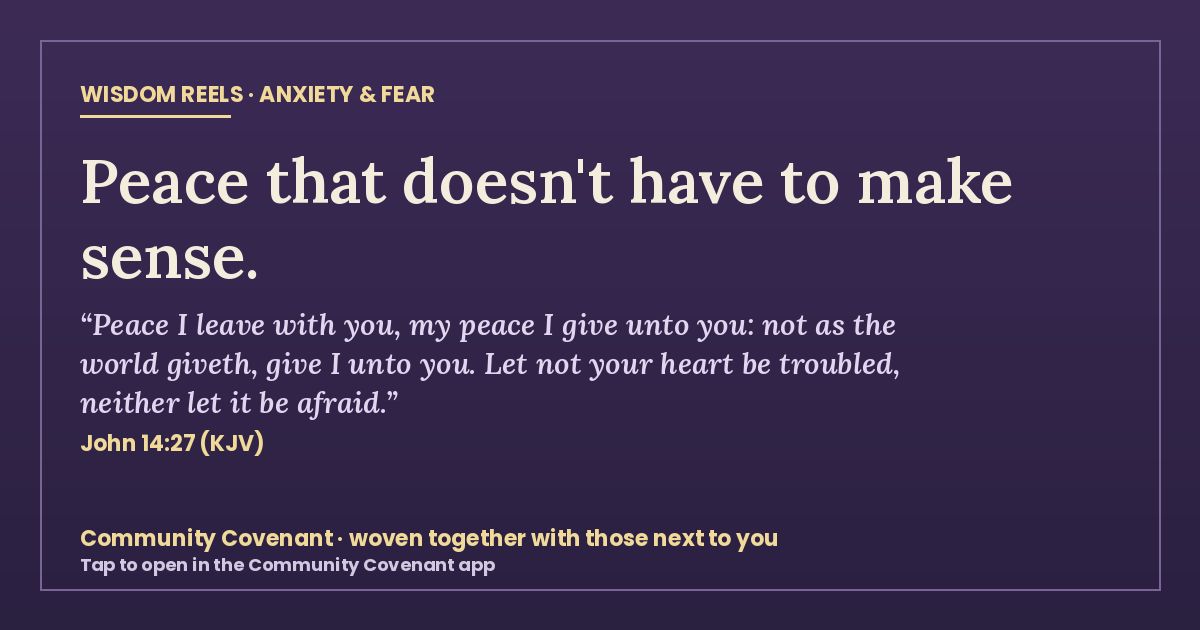 WISDOM REELS · ANXIETY & FEAR
Peace that doesn't have to make
sense.
“Peace I leave with you, my peace I give unto you: not as the
world giveth, give I unto you. Let not your heart be troubled,
neither let it be afraid.”
John 14:27 (KJV)
Community Covenant · woven together with those next to you
Tap to open in the Community Covenant app